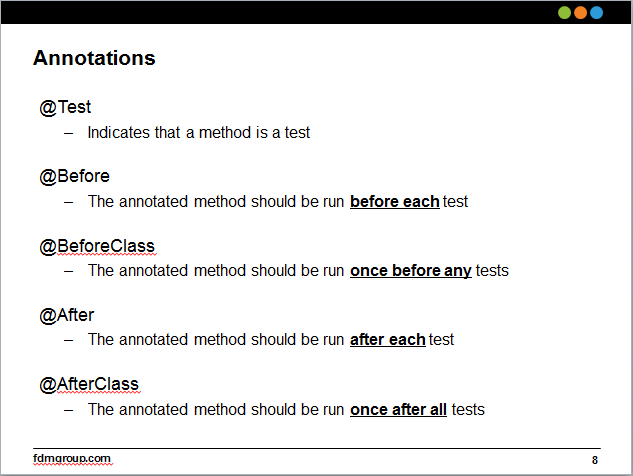 Annotations
@Test
– Indicates that a method is a test
@Before
– The annotated method should be run before each test
@BeforeClass
– The annotated method should be run once before any tests
@After
– The annotated method should be run after each test
@AfterClass
– The annotated method should be run once after all tests
fdmgroup.com
8